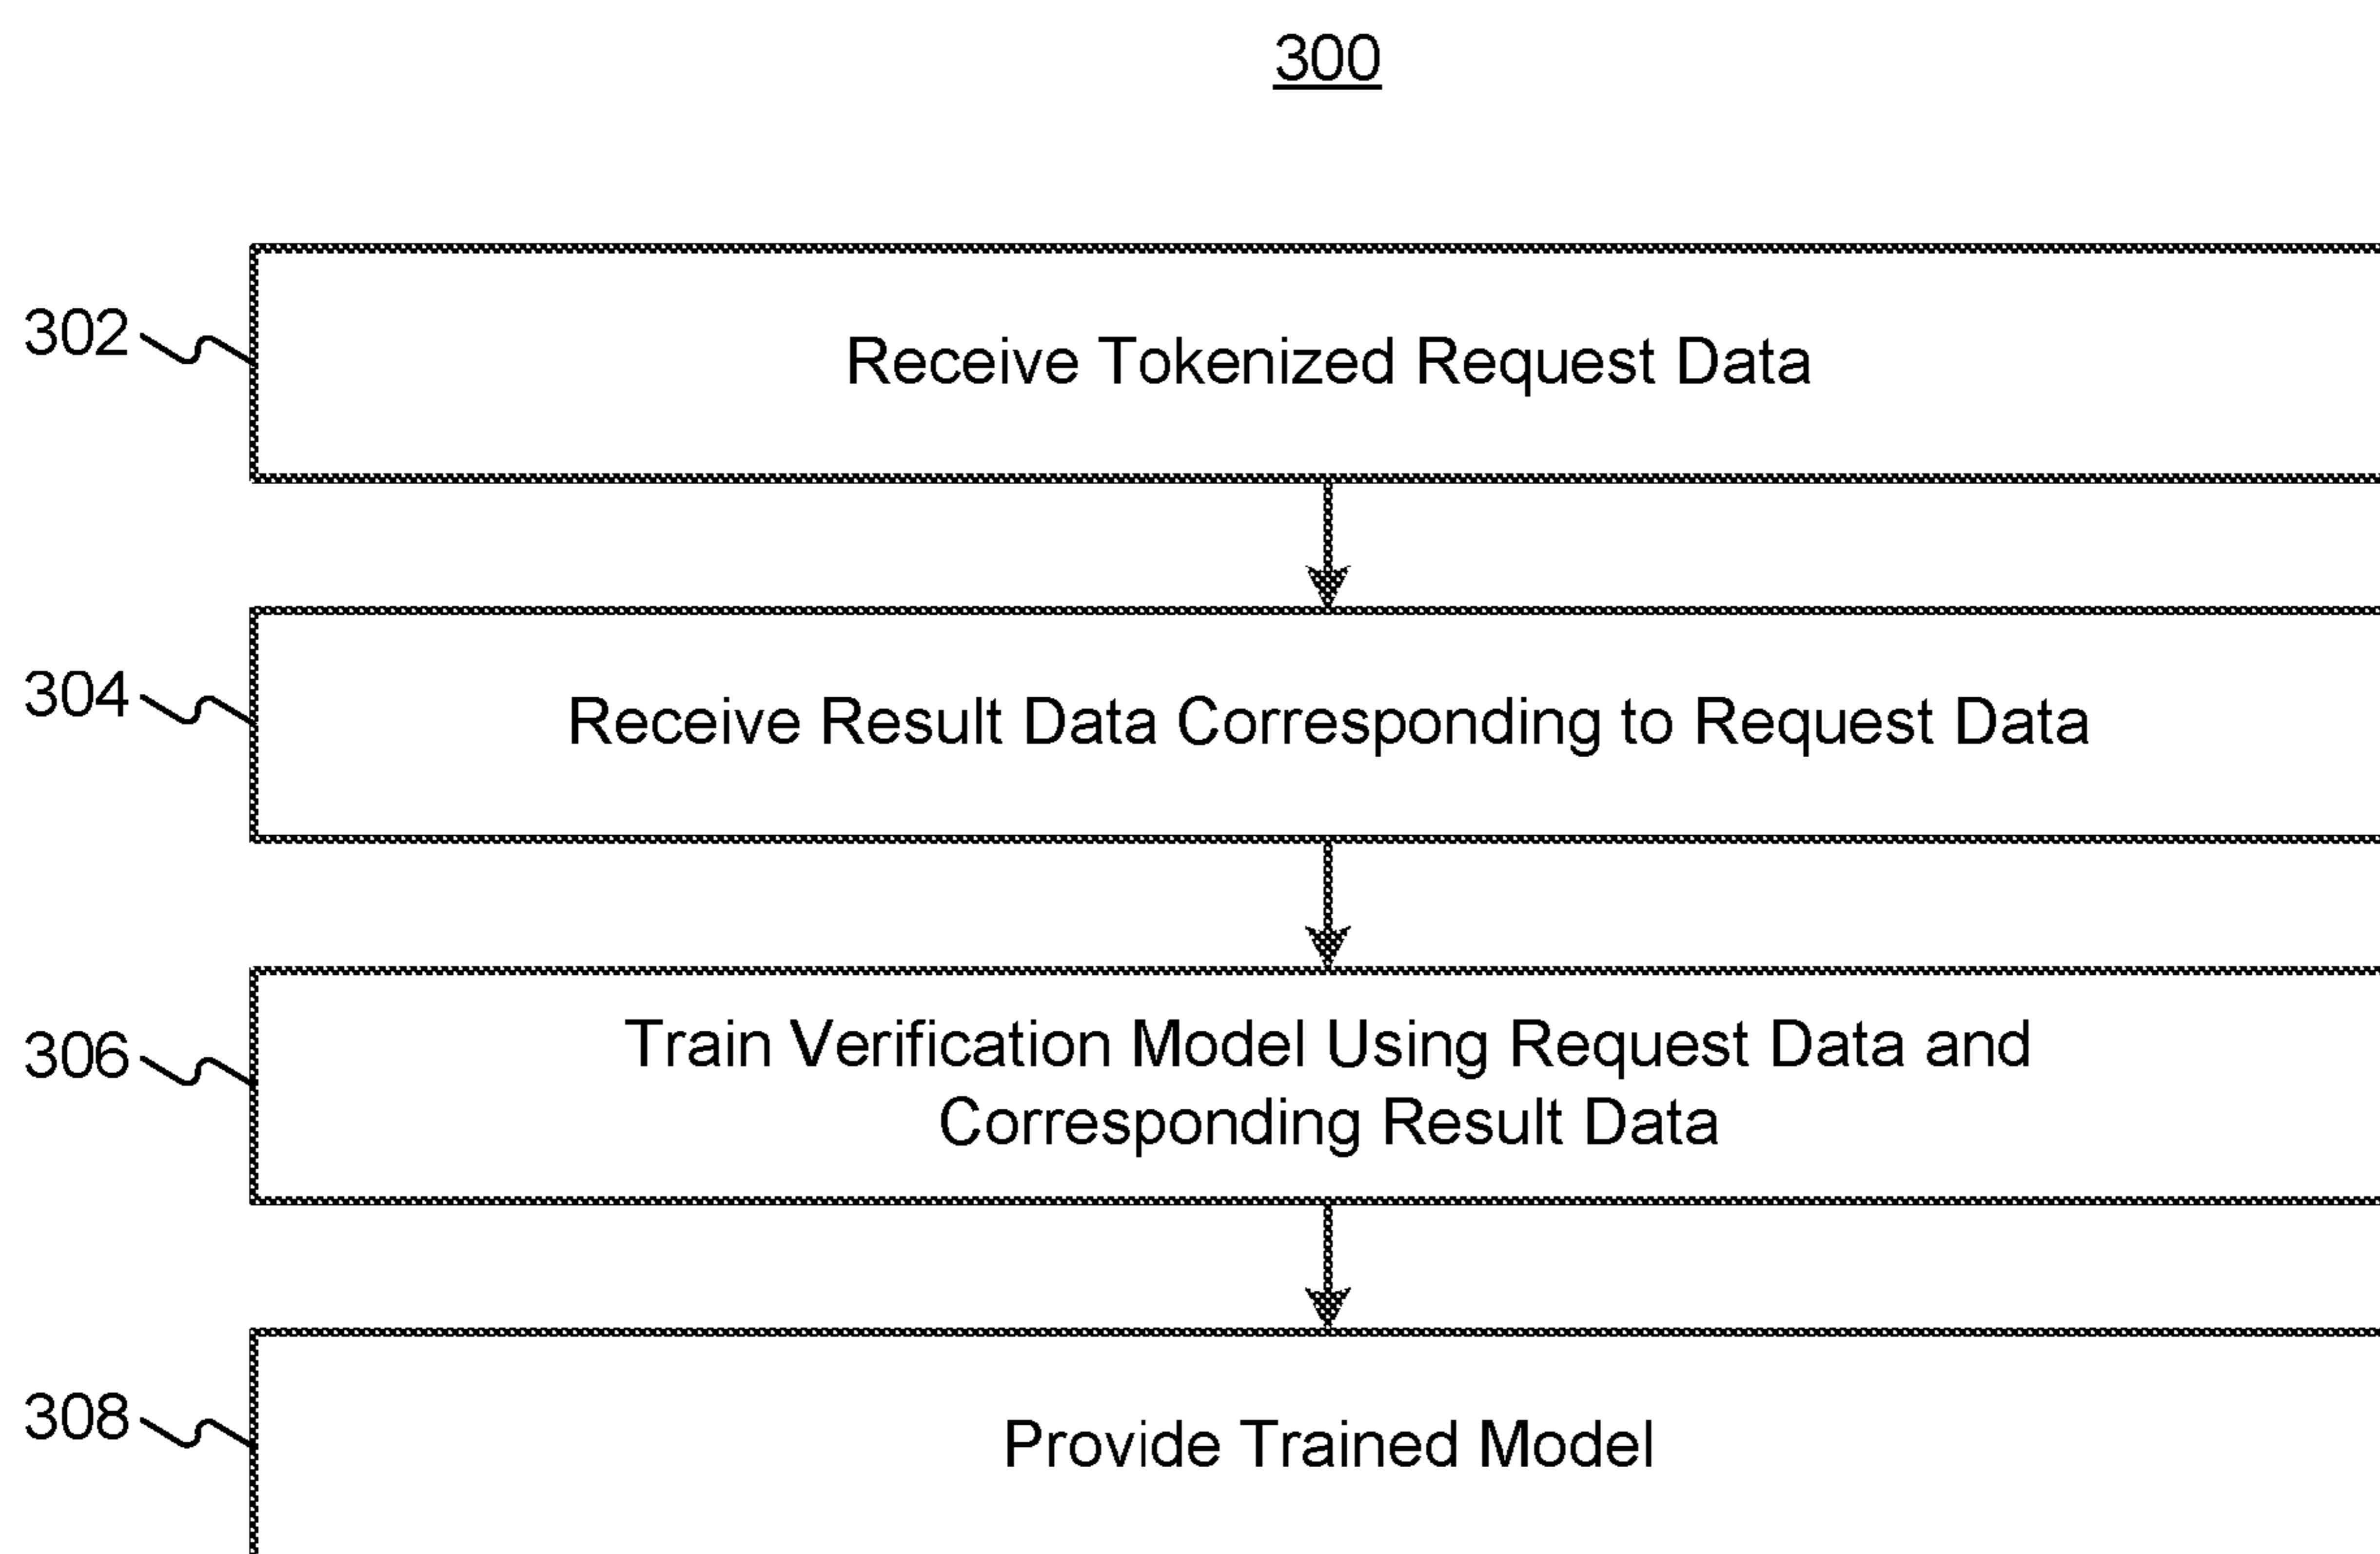 300
302
Receive Tokenized Request Data
304
Receive Result Data Corresponding to Request Data
306
Train Verification Model Using Request Data and
Corresponding Result Data
308
Provide Trained Model